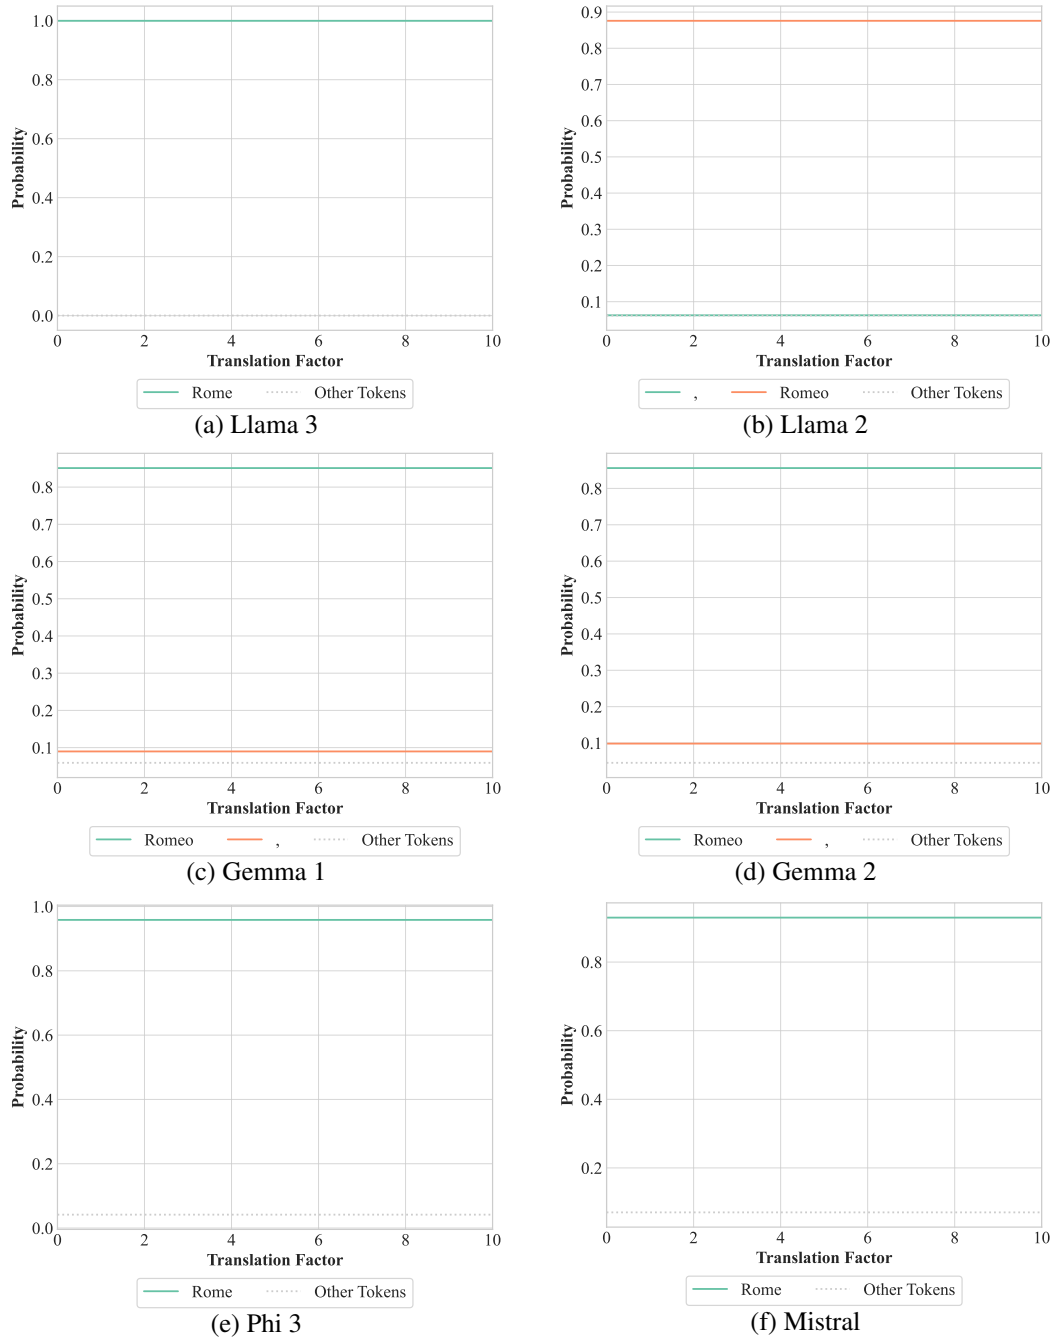 1.0
0.8
0.6
0.4
0.2
0.0
Probability
0 2 4 6 8 10
Translation Factor
Rome Other Tokens
(a) Llama 3
0.9
0.8
0.7
0.6
0.5
0.4
0.3
0.2
0.1
Probability
0 2 4 6 8 10
Translation Factor
, Romeo Other Tokens
(b) Llama 2
0.8
0.7
0.6
0.5
0.4
0.3
0.2
0.1
Probability
0 2 4 6 8 10
Translation Factor
Romeo , Other Tokens
(c) Gemma 1
0.8
0.7
0.6
0.5
0.4
0.3
0.2
0.1
Probability
0 2 4 6 8 10
Translation Factor
Romeo , Other Tokens
(d) Gemma 2
1.0
0.8
0.6
0.4
0.2
0.0
Probability
0 2 4 6 8 10
Translation Factor
Rome Other Tokens
(e) Phi 3
0.8
0.6
0.4
0.2
Probability
0 2 4 6 8 10
Translation Factor
Rome Other Tokens
(f) Mistral